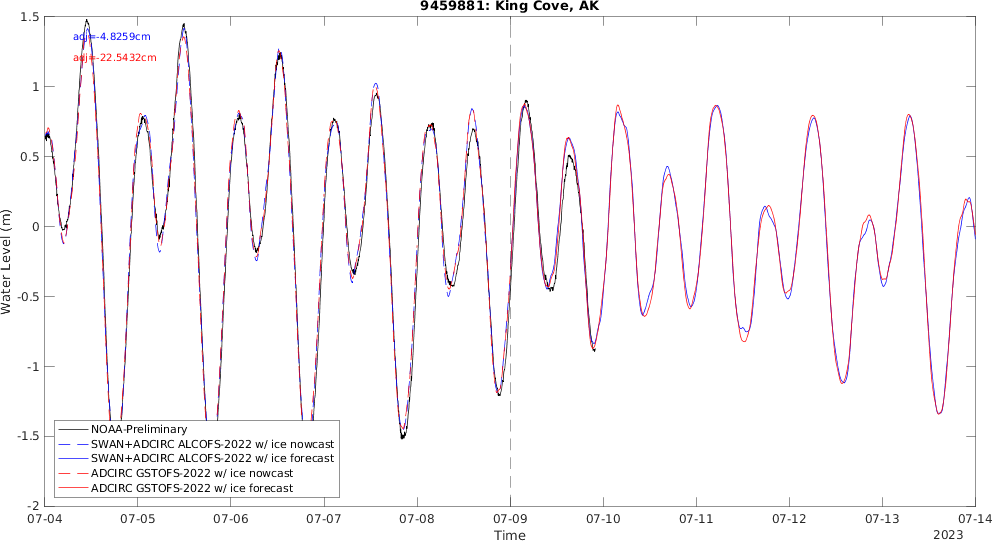 9459881: King Cove, AK
1.5
adj=-4.8259cm
adj=-22.5432cm
1
0.5
0
-0.5
-1
-1.5
-2
Water Level (m)
NOAA-Preliminary
SWAN+ADCIRC ALCOFS-2022 w/ ice nowcast
SWAN+ADCIRC ALCOFS-2022 w/ ice forecast
ADCIRC GSTOFS-2022 w/ ice nowcast
ADCIRC GSTOFS-2022 w/ ice forecast
07-04 07-05 07-06 07-07 07-08 07-09 07-10 07-11 07-12 07-13 07-14
Time
2023